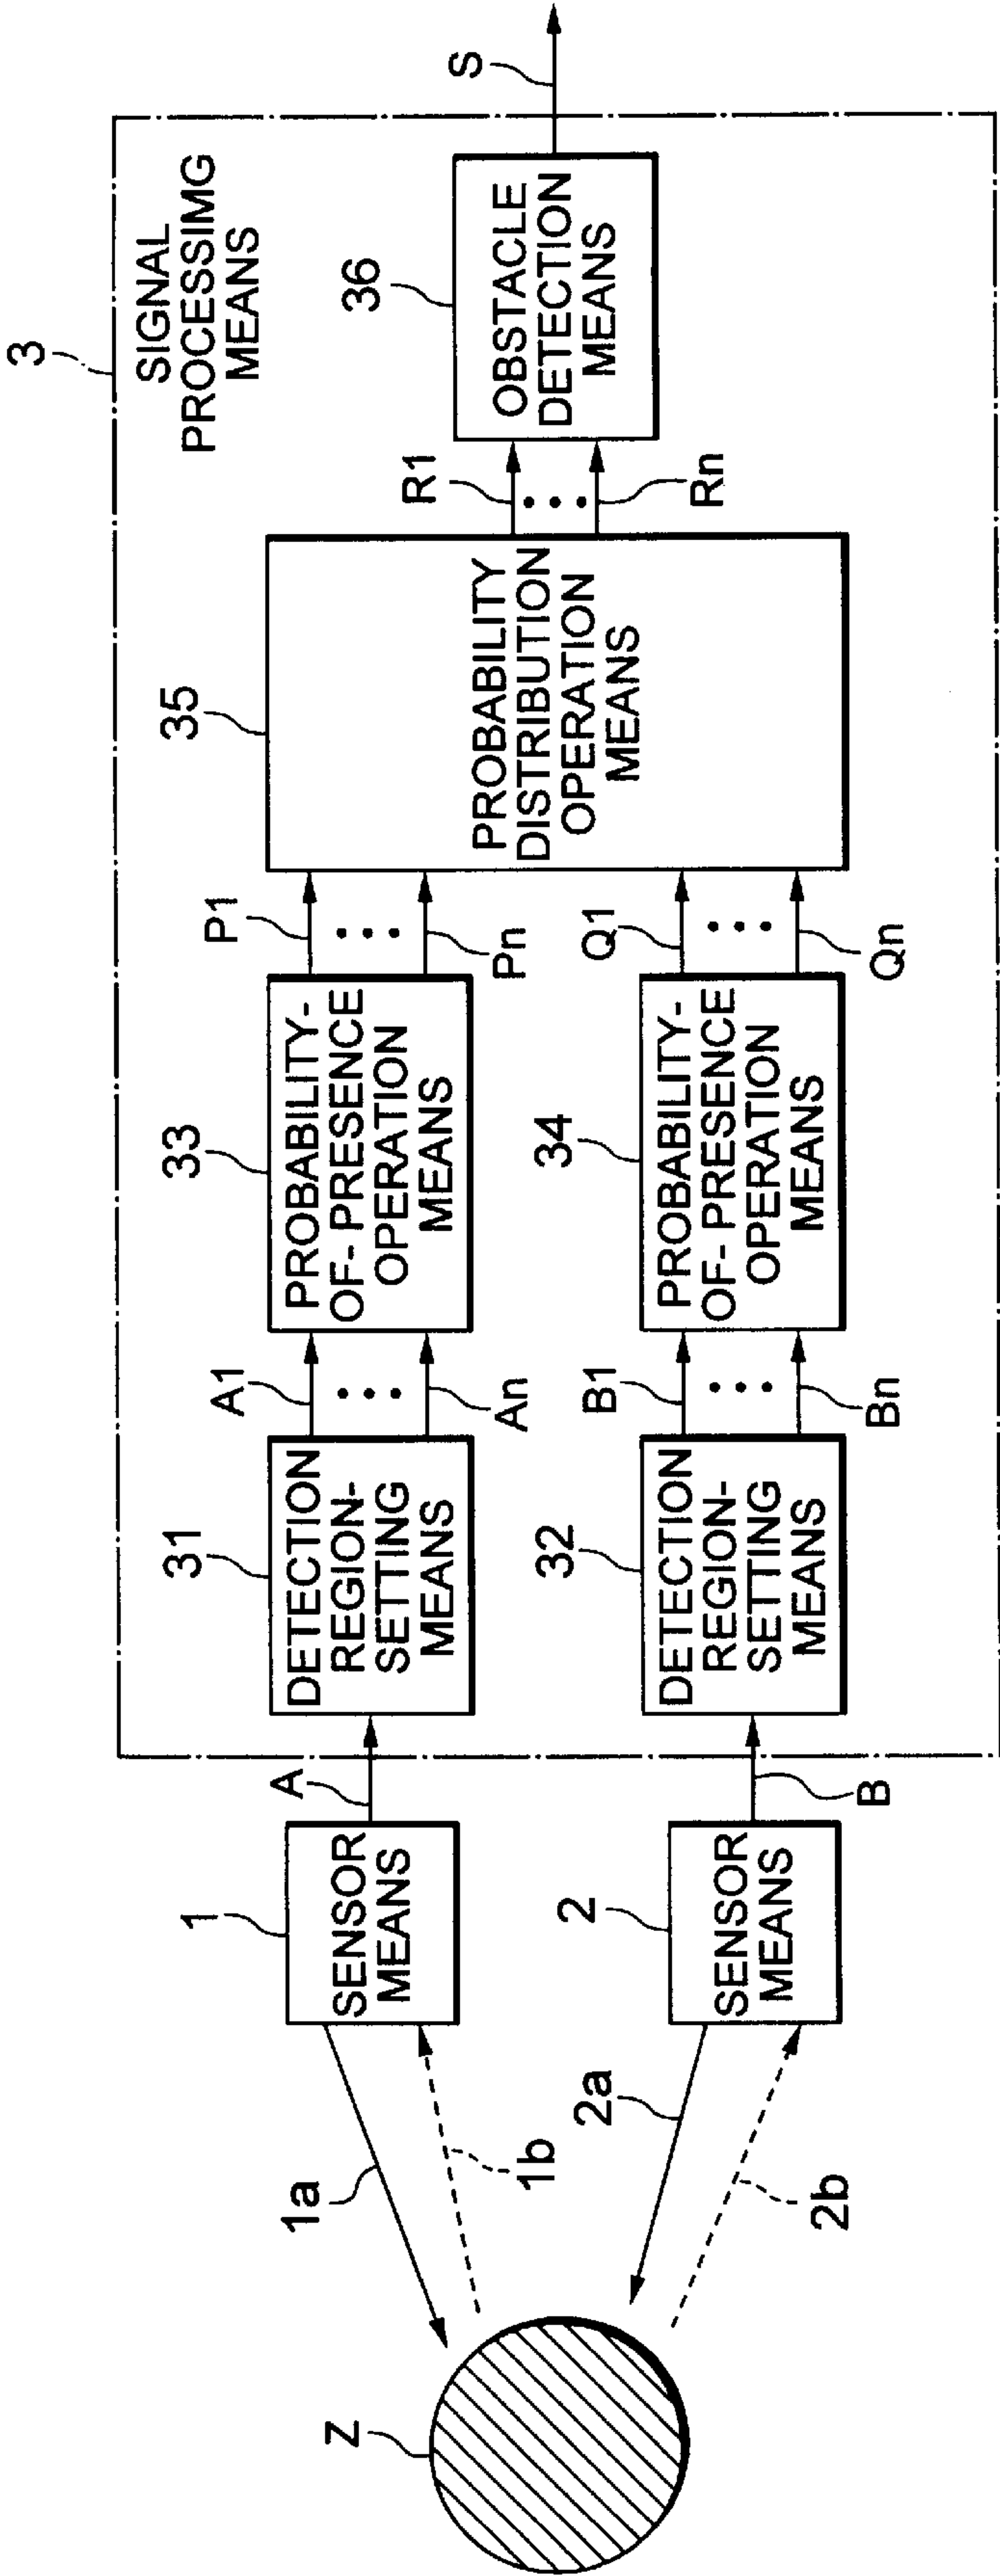 3
SIGNAL
PROCESSIMG
MEANS
Z
1a
1b
2a
2b
1
SENSOR
MEANS
2
SENSOR
MEANS
A
B
31
DETECTION
REGION-
SETTING
MEANS
32
DETECTION
REGION-
SETTING
MEANS
A1
An
B1
Bn
33
PROBABILITY-
OF- PRESENCE
OPERATION
MEANS
34
PROBABILITY-
OF- PRESENCE
OPERATION
MEANS
P1
Pn
Q1
Qn
35
PROBABILITY
DISTRIBUTION
OPERATION
MEANS
R1
Rn
36
OBSTACLE
DETECTION
MEANS
S